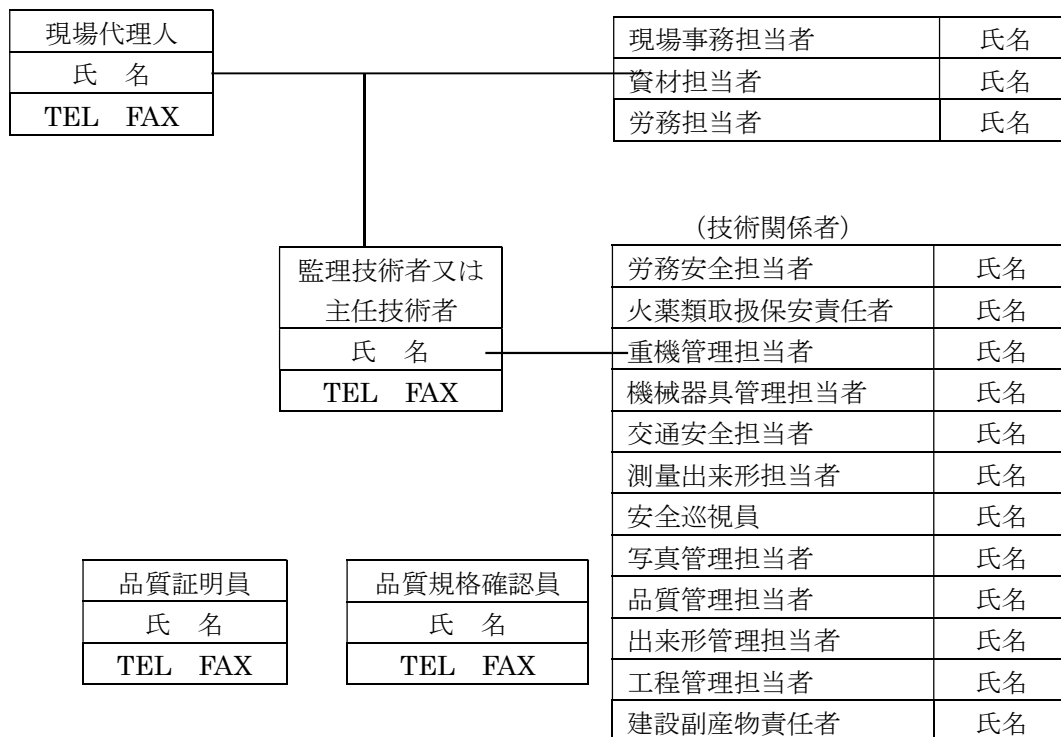 現場代理人
氏　名
TEL　FAX
現場事務担当者　氏名
資材担当者　氏名
労務担当者　氏名
監理技術者又は
主任技術者
氏　名
TEL　FAX
（技術関係者）
労務安全担当者　氏名
火薬類取扱保安責任者　氏名
重機管理担当者　氏名
機械器具管理担当者　氏名
交通安全担当者　氏名
測量出来形担当者　氏名
安全巡視員　氏名
写真管理担当者　氏名
品質管理担当者　氏名
出来形管理担当者　氏名
工程管理担当者　氏名
建設副産物責任者　氏名
品質証明員
氏　名
TEL　FAX
品質規格確認員
氏　名
TEL　FAX